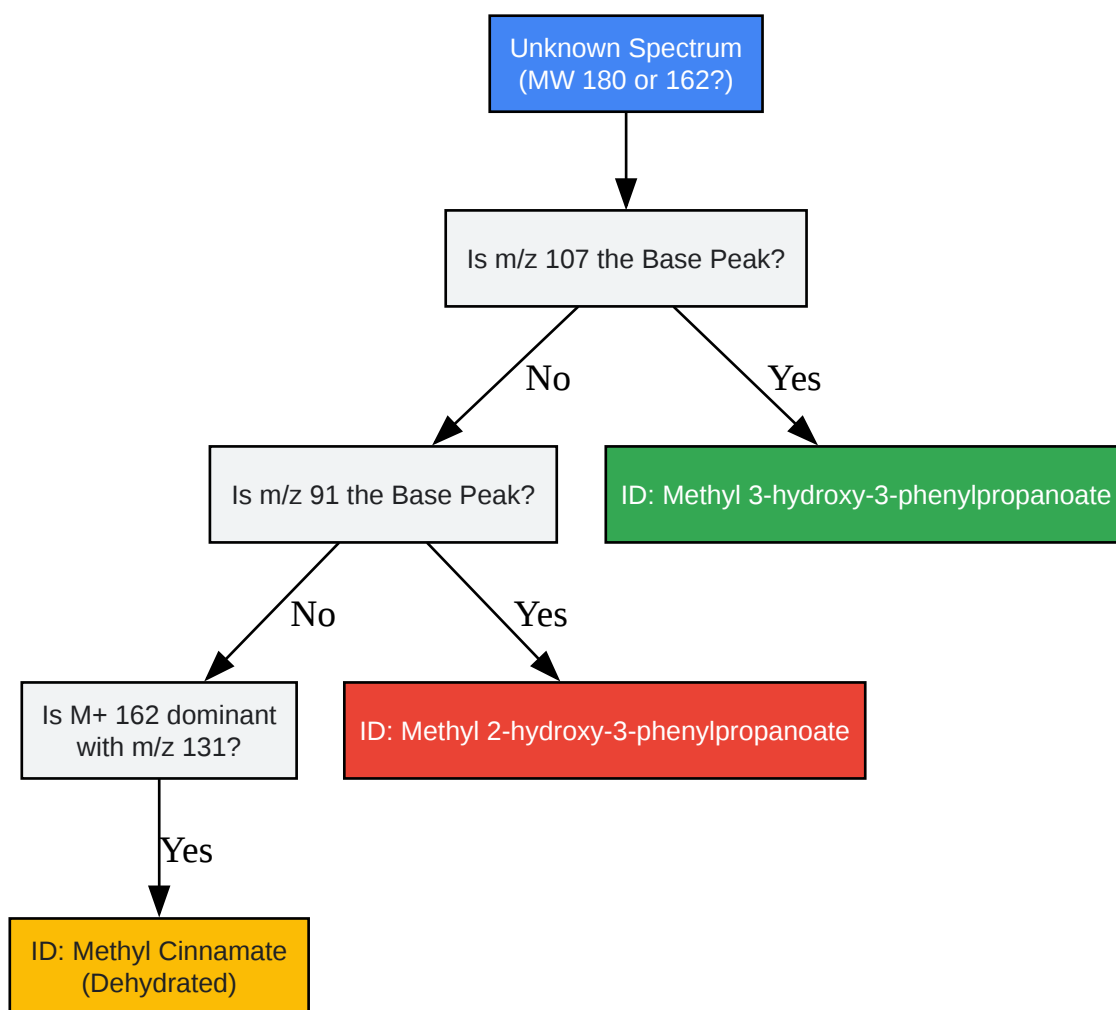 Unknown Spectrum
(MW 180 or 162?)
Is m/z 107 the Base Peak?
No
Yes
Is m/z 91 the Base Peak?
ID: Methyl 3-hydroxy-3-phenylpropanoate
No
Yes
Is M+ 162 dominant
with m/z 131?
ID: Methyl 2-hydroxy-3-phenylpropanoate
Yes
ID: Methyl Cinnamate
(Dehydrated)